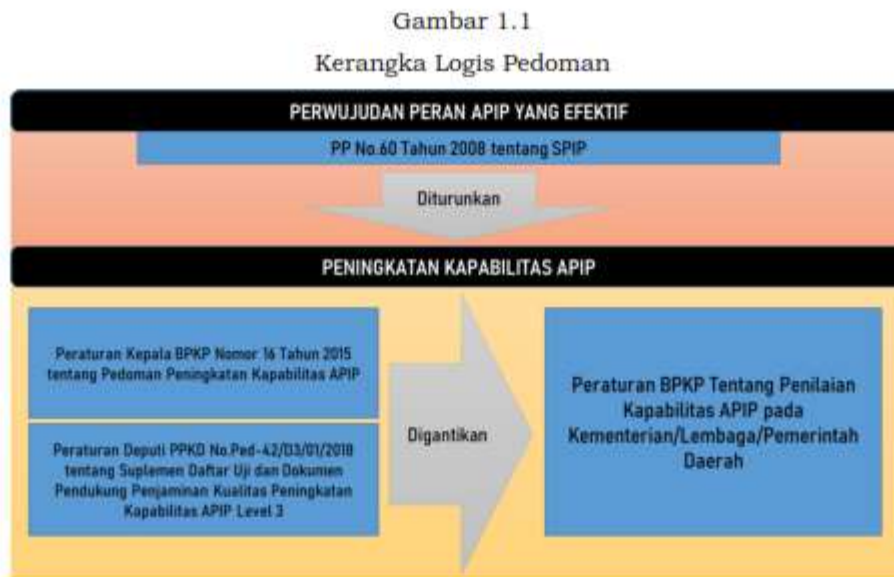 Gambar 1.1
Kerangka Logis Pedoman
PERWUJUDAN PERAN APIP YANG EFEKTIF
PP No.60 Tahun 2008 tentang SPIP
Diturunkan
PENINGKATAN KAPABILITAS APIP
Peraturan Kepala BPKP Nomor 16 Tahun 2015
tentang Pedoman Peningkatan Kapabilitas APIP
Peraturan Deputi PPKD No.Ped-42/D3/01/2018
tentang Suplemen Daftar Uji dan Dokumen
Pendukung Penjaminan Kualitas Peningkatan
Kapabilitas APIP Level 3
Digantikan
Peraturan BPKP Tentang Penilaian
Kapabilitas APIP pada
Kementerian/Lembaga/Pemerintah
Daerah